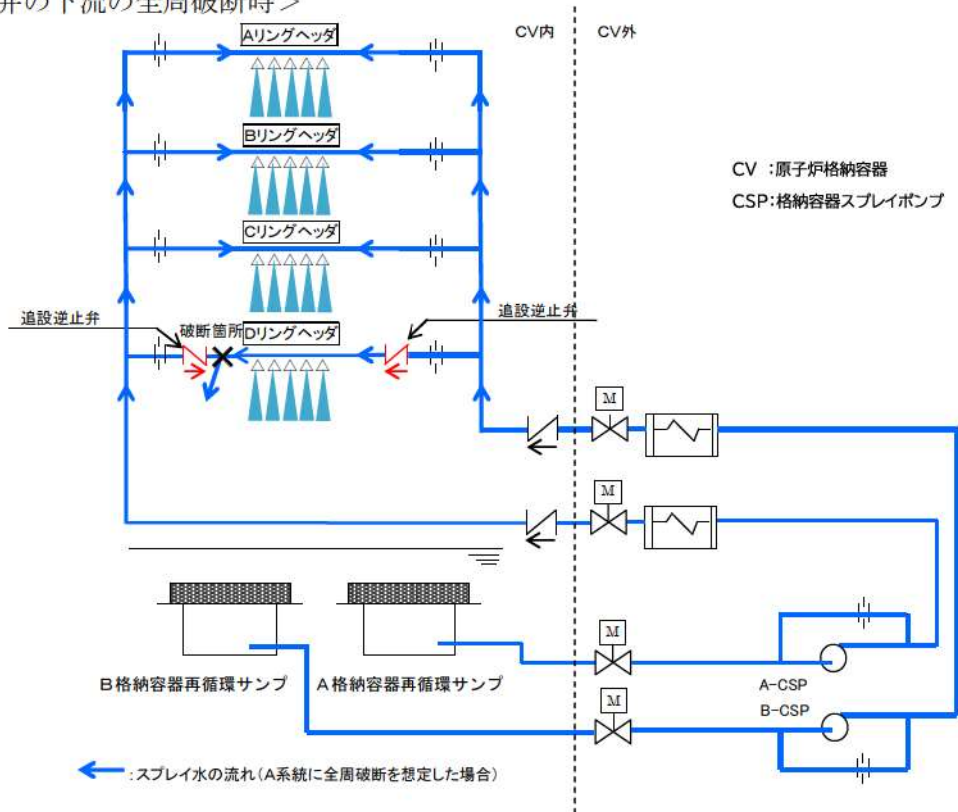 弁の下流の全周破断時＞
CV内
CV外
Aリングヘッダ
Bリングヘッダ
CV ：原子炉格納容器
CSP：格納容器スプレイポンプ
Cリングヘッダ
追設逆止弁
追設逆止弁
破断箇所
Dリングヘッダ
M
M
M
A-CSP
B格納容器再循環サンプ
A格納容器再循環サンプ
B-CSP
M
：スプレイ水の流れ(A系統に全周破断を想定した場合)